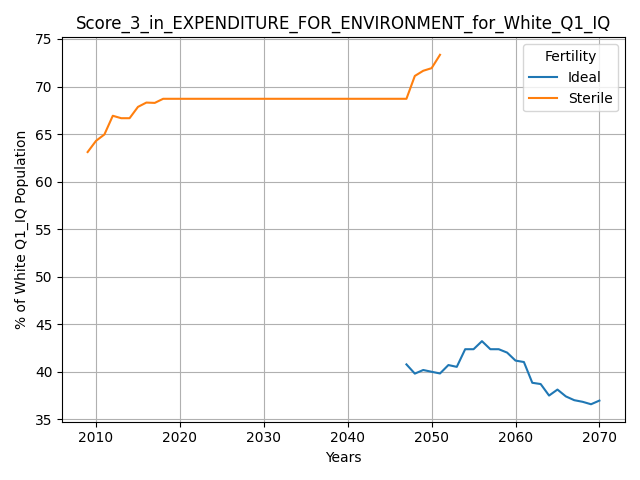 Score_3_in_EXPENDITURE_FOR_ENVIRONMENT_for_White_Q1_IQ
75
70
65
60
55
50
45
40
35
% of White Q1_IQ Population
Fertility
Ideal
Sterile
2010 2020 2030 2040 2050 2060 2070
Years